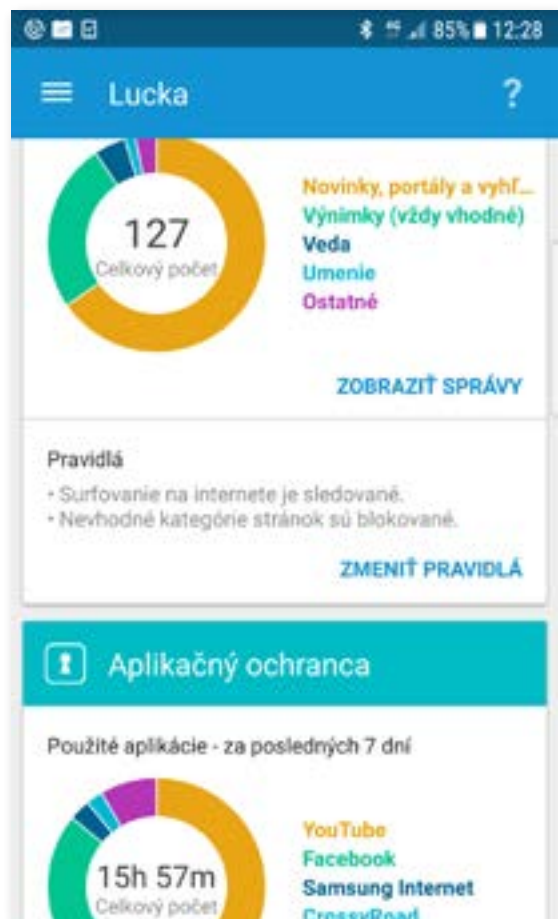 85% 12:28
Lucka ?
127
Celkový počet
Novinky, portály a vyhľ...
Výnimky (vždy vhodné)
Veda
Umenie
Ostatné
ZOBRAZIŤ SPRÁVY
Pravidlá
• Surfovanie na internete je sledované.
• Nevhodné kategórie stránok sú blokované.
ZMENIŤ PRAVIDLÁ
Aplikačný ochranca
Použité aplikácie - za posledných 7 dní
15h 57m
Celkový počet
YouTube
Facebook
Samsung Internet
CrossyRoad